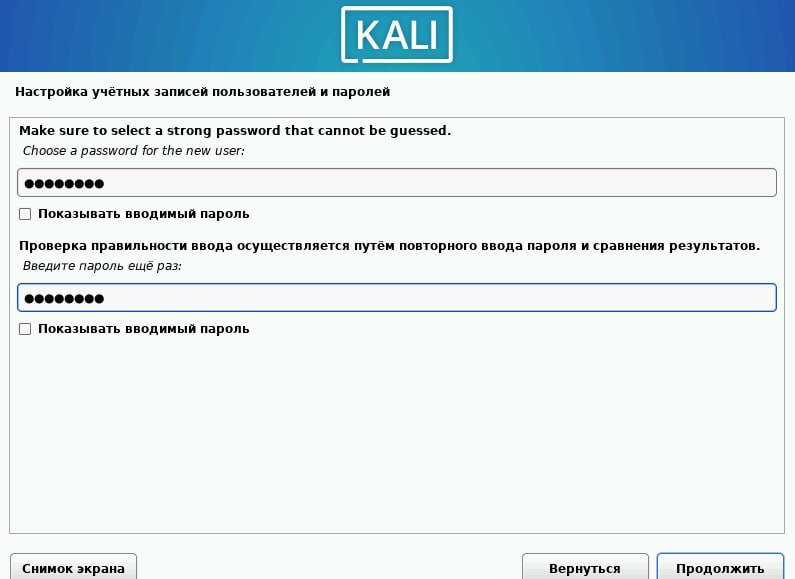 KALI
Настройка учётных записей пользователей и паролей
Make sure to select a strong password that cannot be guessed.
Choose a password for the new user:
●●●●●●●●
Показывать вводимый пароль
Проверка правильности ввода осуществляется путём повторного ввода пароля и сравнения результатов.
Введите пароль ещё раз:
●●●●●●●●
Показывать вводимый пароль
Снимок экрана
Вернуться
Продолжить